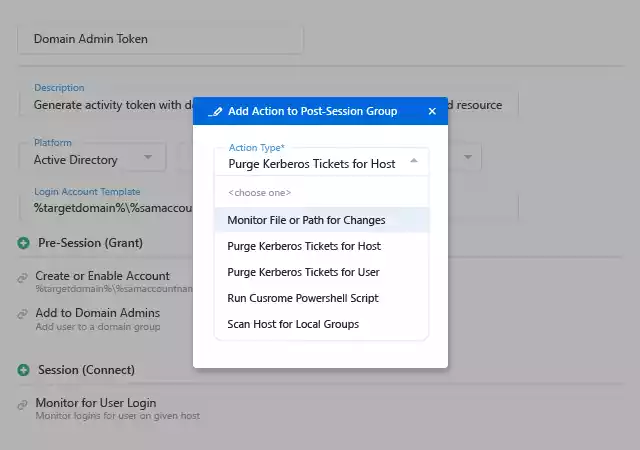 Domain Admin Token
Description
Generate activity token with do
d resource
Add Action to Post-Session Group
Platform
Active Directory
Action Type*
Purge Kerberos Tickets for Host
<choose one>
Monitor File or Path for Changes
Purge Kerberos Tickets for Host
Purge Kerberos Tickets for User
Run Cusrome Powershell Script
Scan Host for Local Groups
Login Account Template
%targetdomain%\%samaccou
Pre-Session (Grant)
Create or Enable Account
%targetdomain%\%samaccountnam
Add to Domain Admins
Add user to a domain group
Session (Connect)
Monitor for User Login
Monitor logins for user on given host